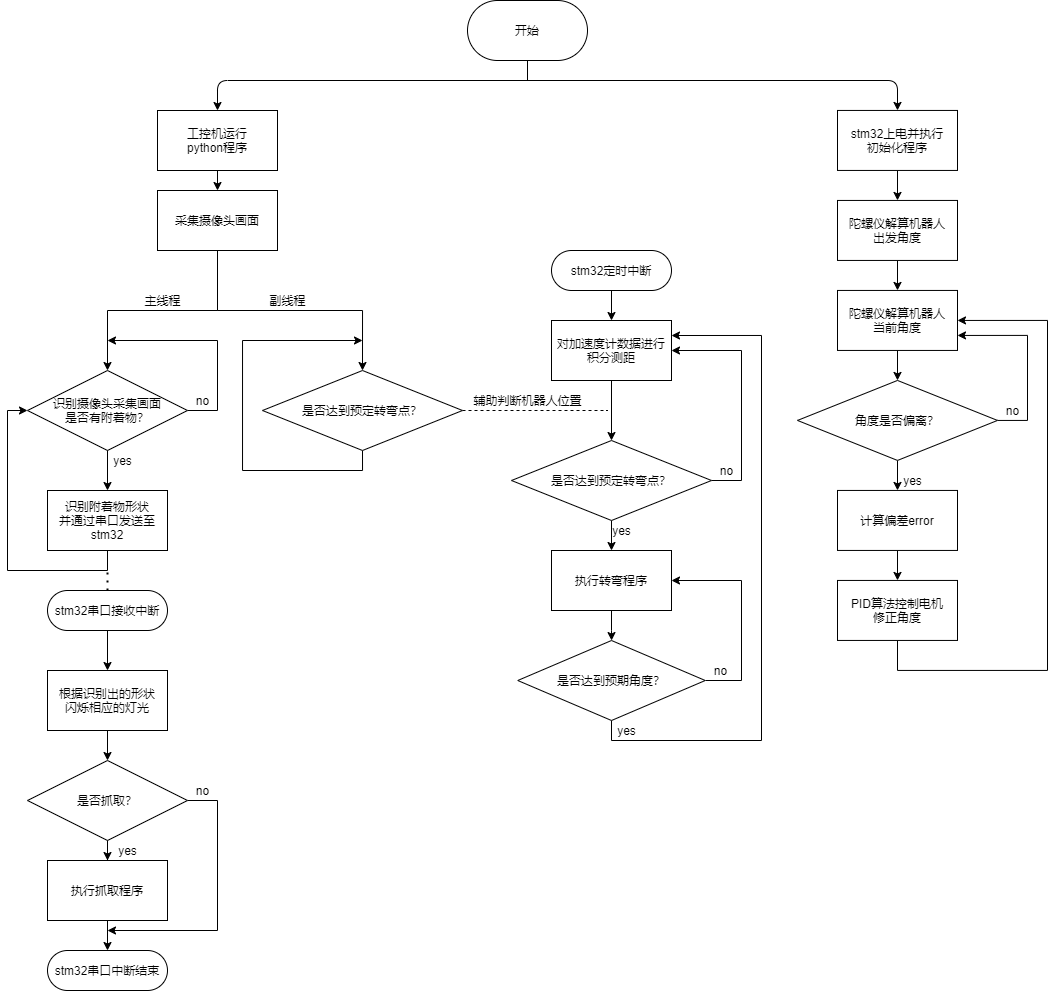 开始
工控机运行
python程序
采集摄像头画面
主线程
副线程
识别摄像头采集画面
是否有附着物?
no
yes
识别附着物形状
并通过串口发送至
stm32
stm32串口接收中断
根据识别出的形状
闪烁相应的灯光
是否抓取?
no
yes
执行抓取程序
stm32串口中断结束
是否达到预定转弯点?
辅助判断机器人位置
stm32定时中断
对加速度计数据进行
积分测距
是否达到预定转弯点?
no
yes
执行转弯程序
是否达到预期角度?
no
yes
stm32上电并执行
初始化程序
陀螺仪解算机器人
出发角度
陀螺仪解算机器人
当前角度
角度是否偏离?
no
yes
计算偏差error
PID算法控制电机
修正角度